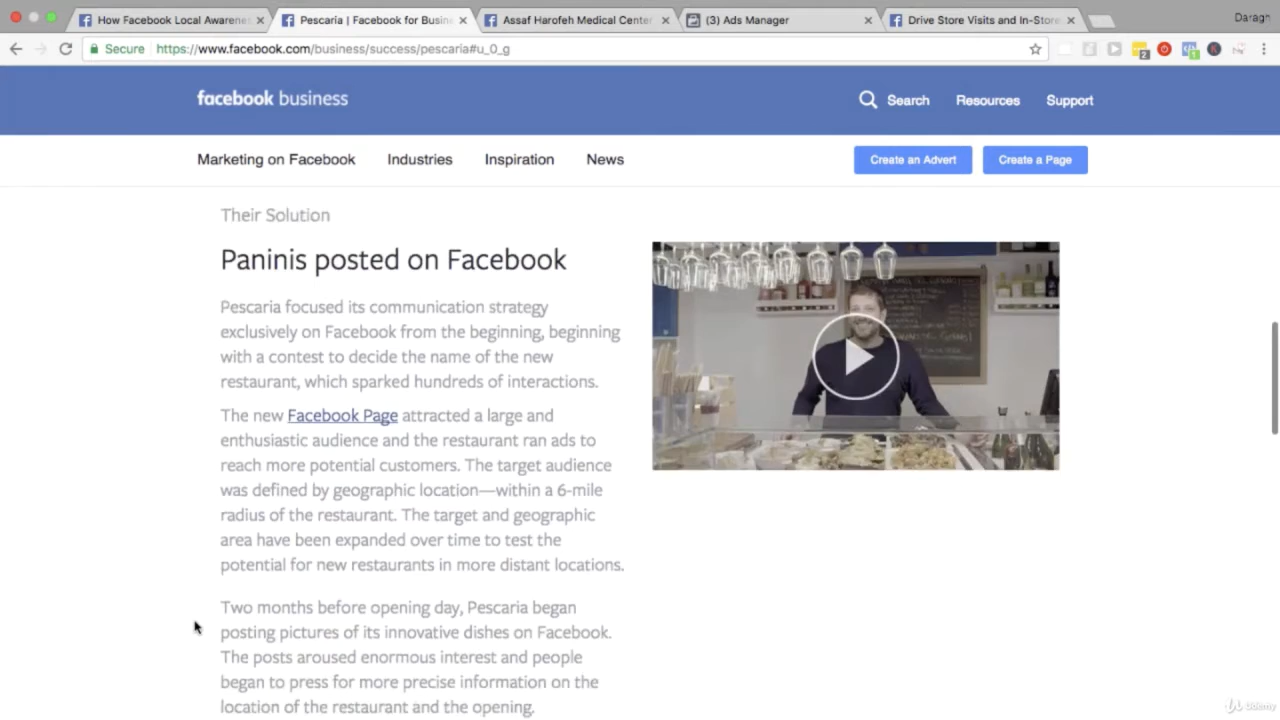 How Facebook Local Awarene
Pescaria | Facebook for Busin
Assaf Harofeh Medical Center
(3) Ads Manager
Drive Store Visits and In-Store
Daragh
Secure
https://www.facebook.com/business/success/pescaria#u_0_g
2
1
K
facebook business
Search
Resources
Support
Marketing on Facebook
Industries
Inspiration
News
Create an Advert
Create a Page
Their Solution
Paninis posted on Facebook
Pescaria focused its communication strategy
exclusively on Facebook from the beginning, beginning
with a contest to decide the name of the new
restaurant, which sparked hundreds of interactions.
The new Facebook Page attracted a large and
enthusiastic audience and the restaurant ran ads to
reach more potential customers. The target audience
was defined by geographic location—within a 6-mile
radius of the restaurant. The target and geographic
area have been expanded over time to test the
potential for new restaurants in more distant locations.
Two months before opening day, Pescaria began
posting pictures of its innovative dishes on Facebook.
The posts aroused enormous interest and people
began to press for more precise information on the
location of the restaurant and the opening.
Udemy